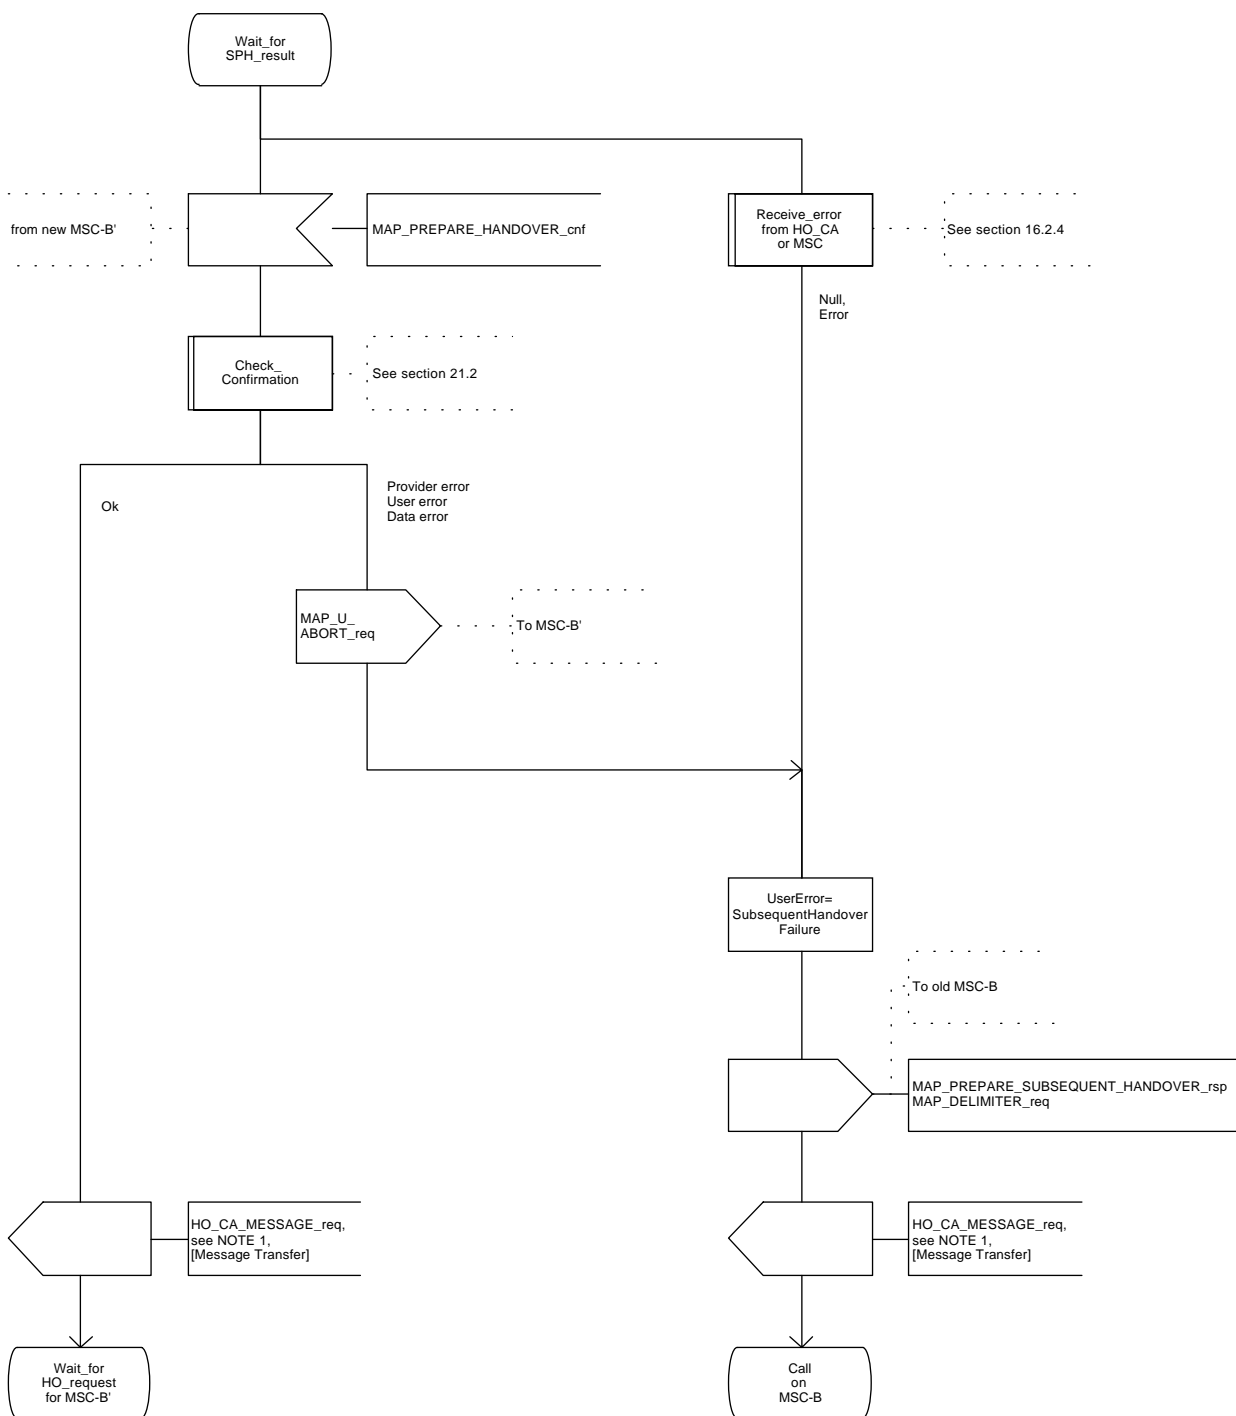 Wait_for
SPH_result
from new MSC-B'
MAP_PREPARE_HANDOVER_cnf
Receive_error
from HO_CA
or MSC
See section 16.2.4
Null,
Error
Check_
Confirmation
See section 21.2
Ok
Provider error
User error
Data error
MAP_U_
ABORT_req
To MSC-B'
UserError=
SubsequentHandover
Failure
To old MSC-B
MAP_PREPARE_SUBSEQUENT_HANDOVER_rsp
MAP_DELIMITER_req
HO_CA_MESSAGE_req,
see NOTE 1,
[Message Transfer]
HO_CA_MESSAGE_req,
see NOTE 1,
[Message Transfer]
Wait_for
HO_request
for MSC-B'
Call
on
MSC-B